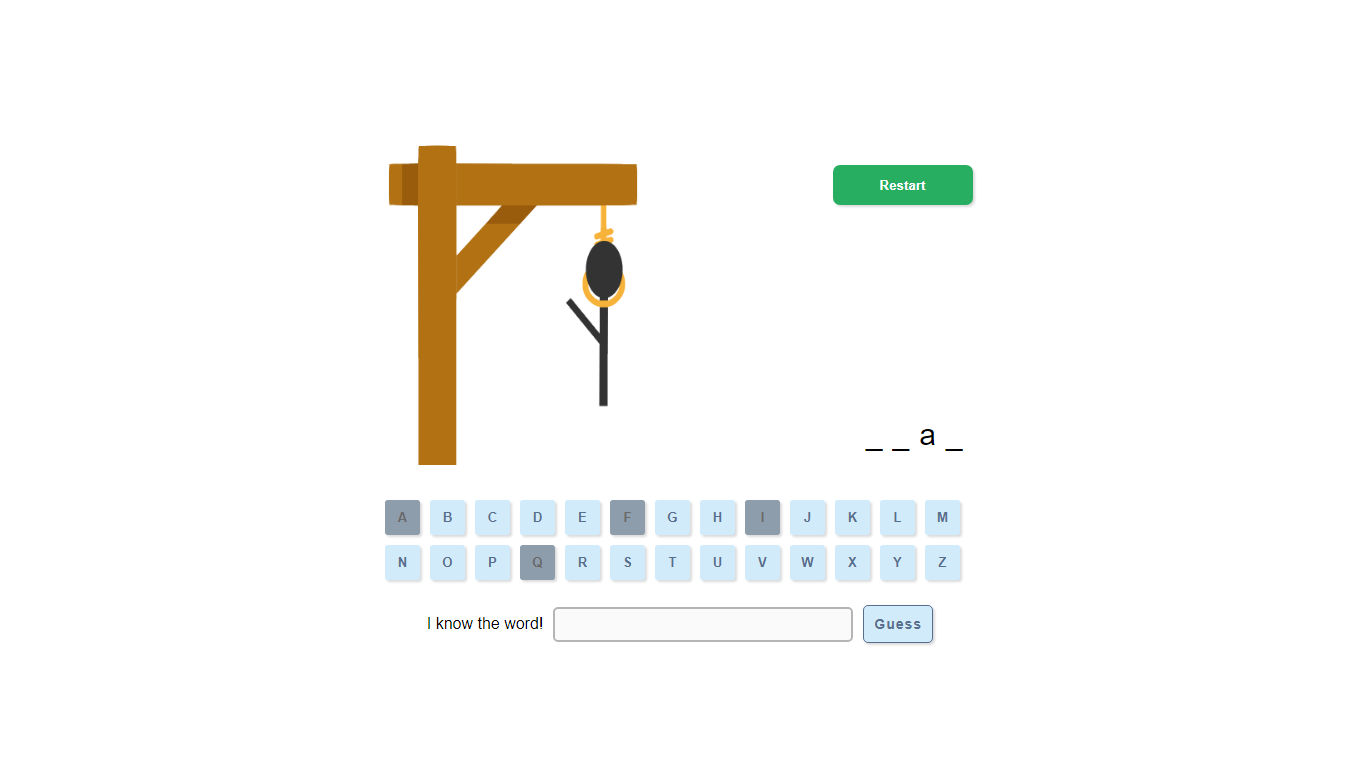 Restart
_ _ a _
A B C D E F G H I J K L M
N O P Q R S T U V W X Y Z
I know the word! Guess